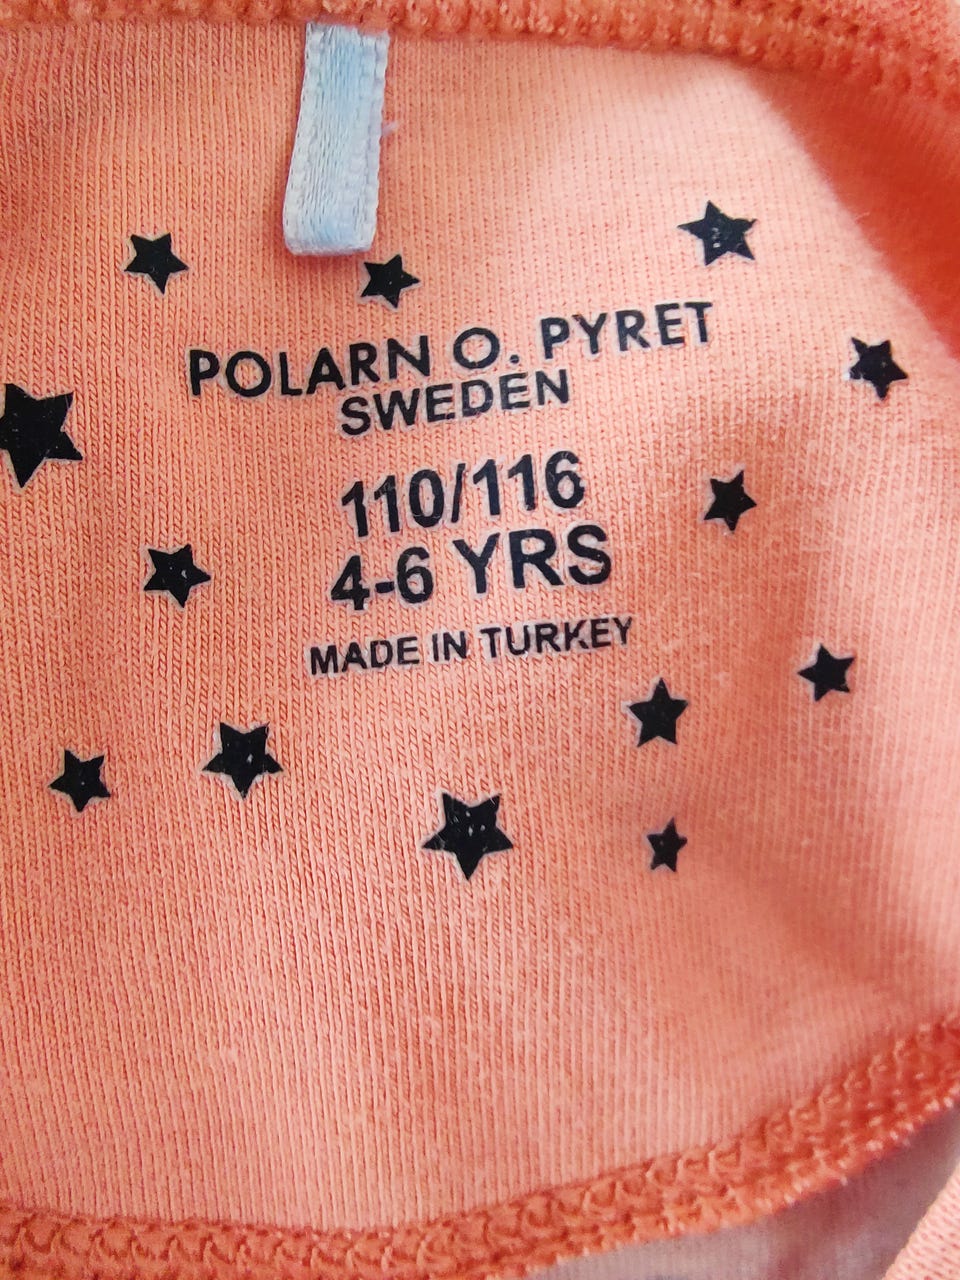 POLARN O. PYRET
SWEDEN
110/116
4-6 YRS
MADE IN TURKEY